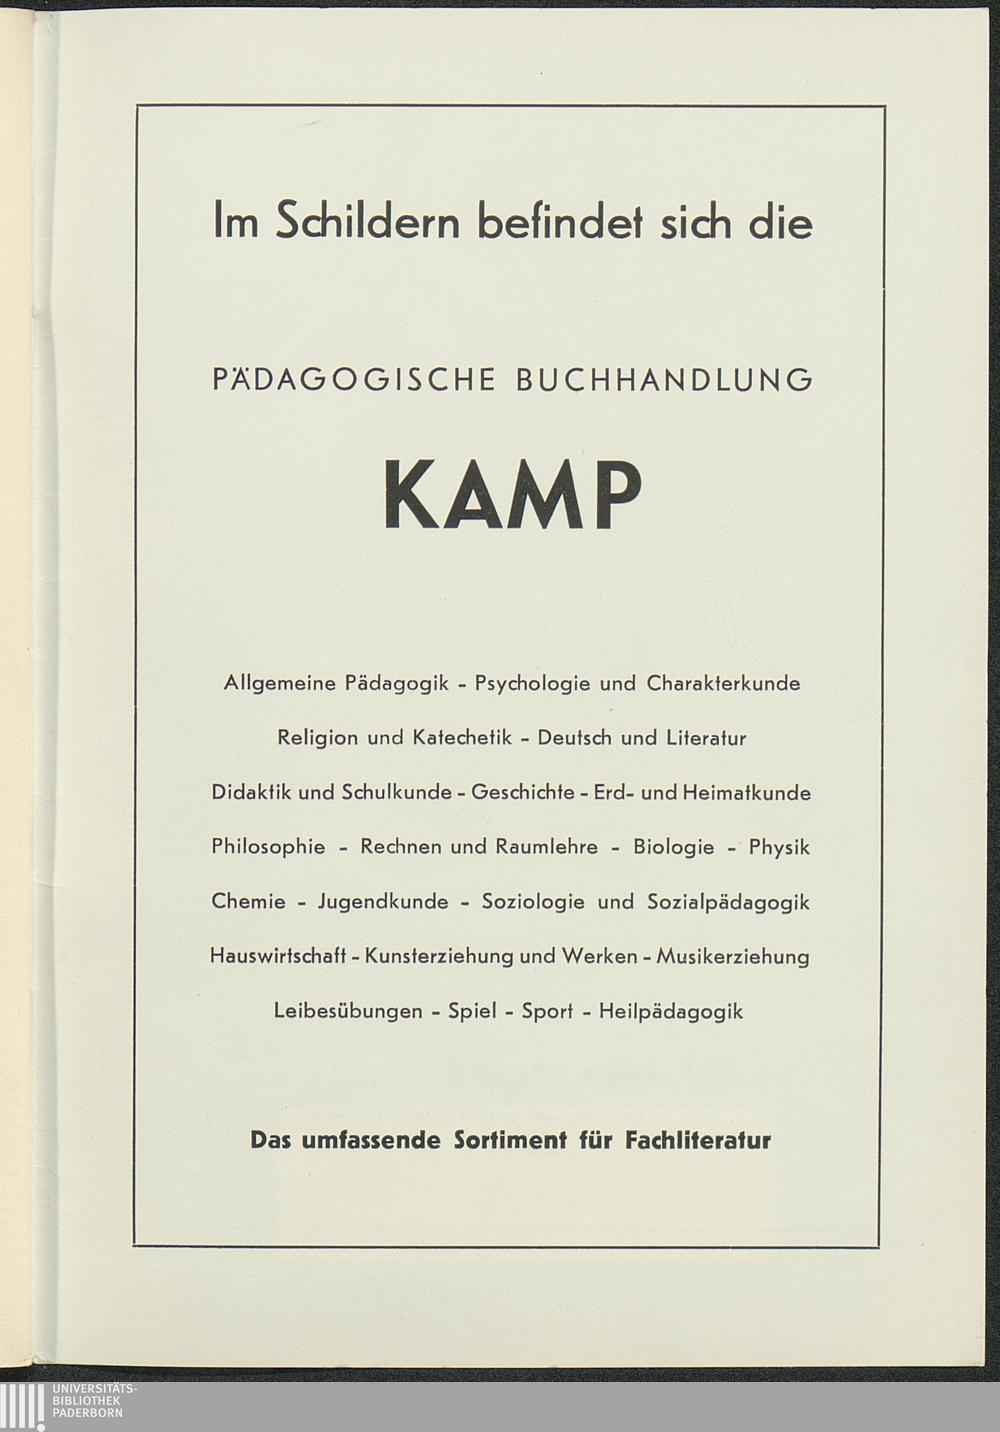 Im Schildern befindet sich die
PÄDAGOGISCHE BUCHHANDLUNG
KAMP
Allgemeine Pädagogik - Psychologie und Charakterkunde
Religion und Katechetik - Deutsch und Literatur
Didaktik und Schulkunde - Geschichte - Erd- und Heimatkunde
Philosophie - Rechnen und Raumlehre - Biologie - Physik
Chemie - Jugendkunde - Soziologie und Sozialpädagogik
Hauswirtschaft - Kunsterziehung und Werken - Musikerziehung
Leibesübungen - Spiel - Sport - Heilpädagogik
Das umfassende Sortiment für Fachliteratur
UNIVERSITÄTS-
BIBLIOTHEK
PADERBORN